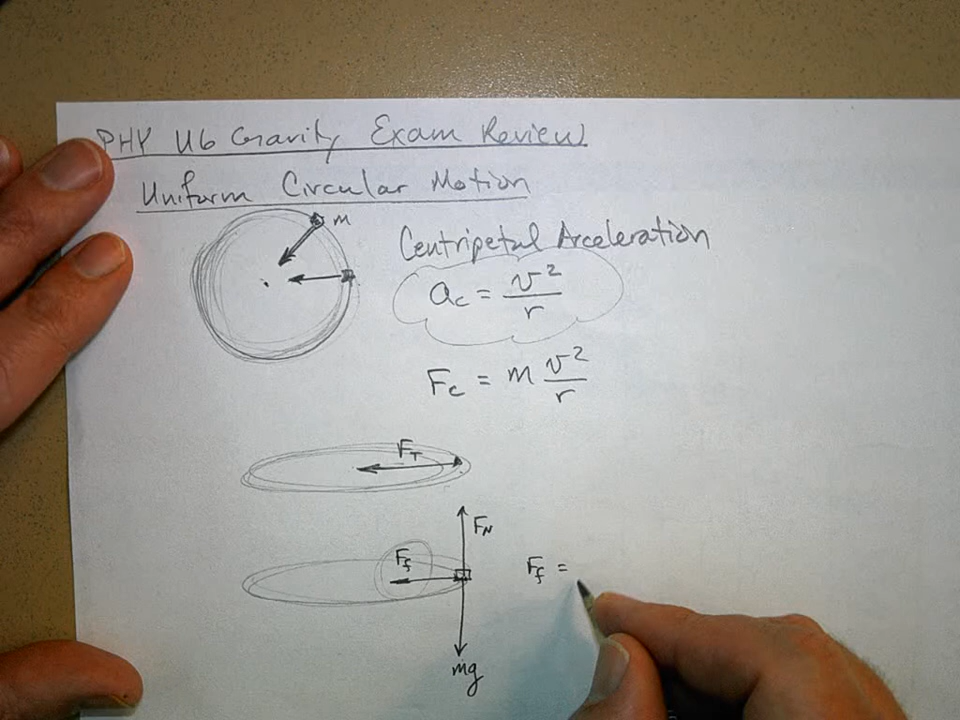 PHY U6 Gravity Exam Review
Uniform Circular Motion
m
Centripetal Acceleration
ac = v²/r
Fc = m v²/r
FT
FN
Ff
Ff =
mg